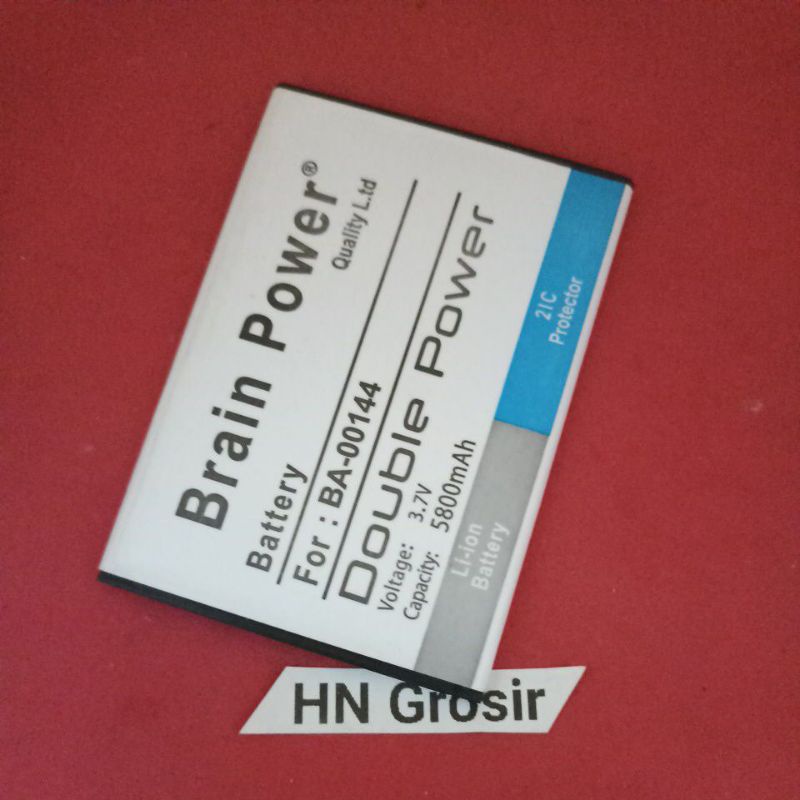 Brain Power®
Quality L.td
Battery
For : BA-00144
Double Power
Voltage: 3.7V
Capacity: 5800mAh
2IC
Protector
Li-ion
Battery
HN Grosir